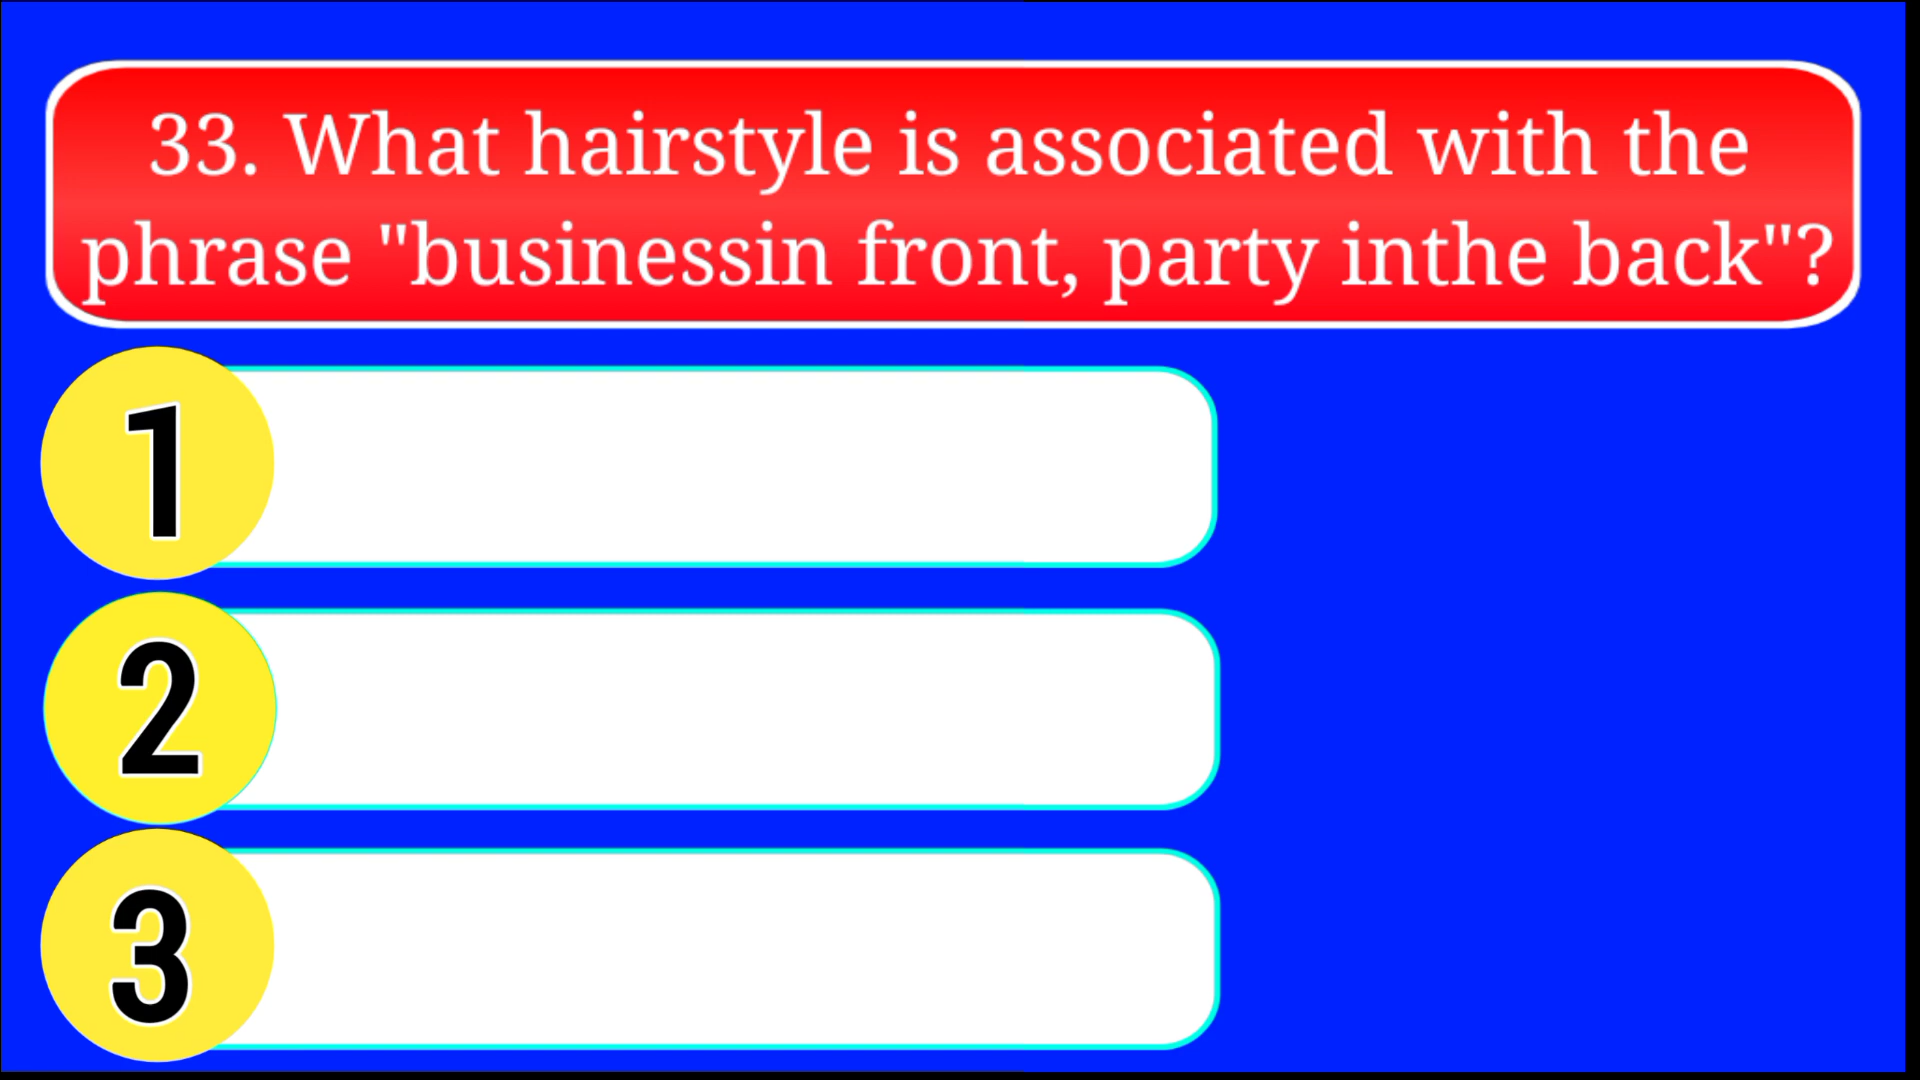 33. What hairstyle is associated with the
phrase "businessin front, party inthe back"?
1
2
3